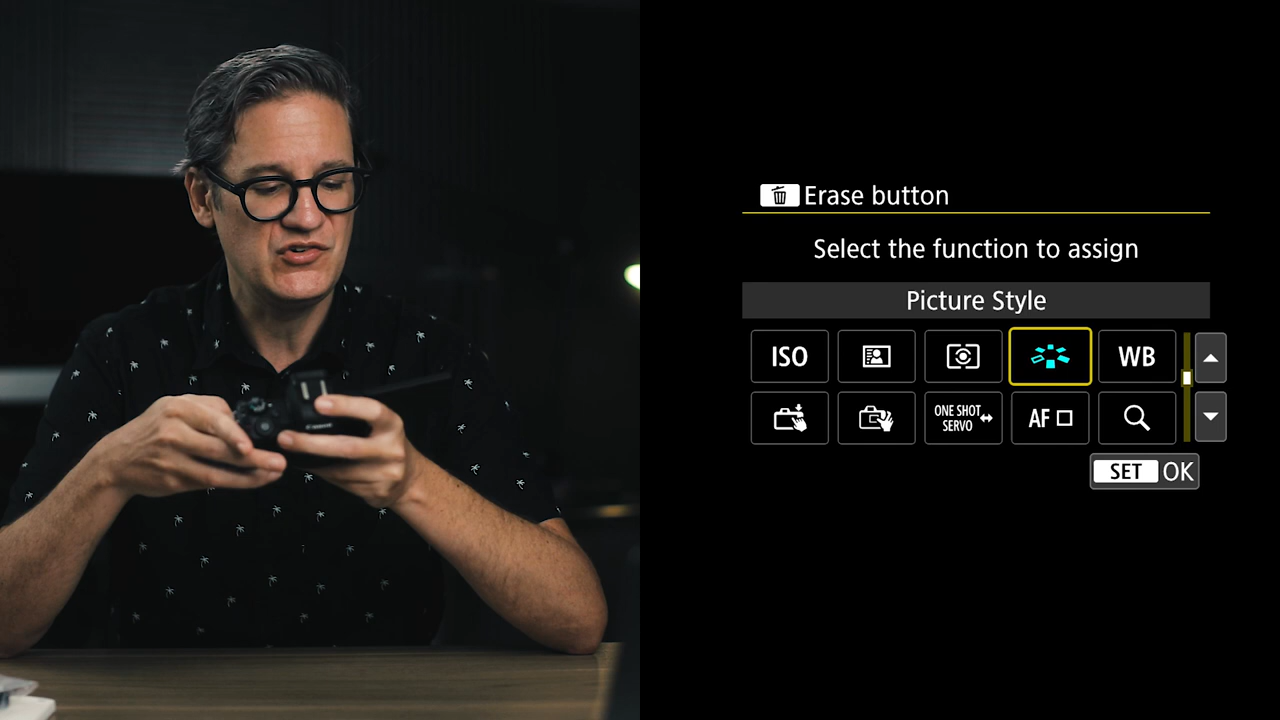 Erase button
Select the function to assign
Picture Style
ISO
WB
ONE SHOT
SERVO
AF
SET OK